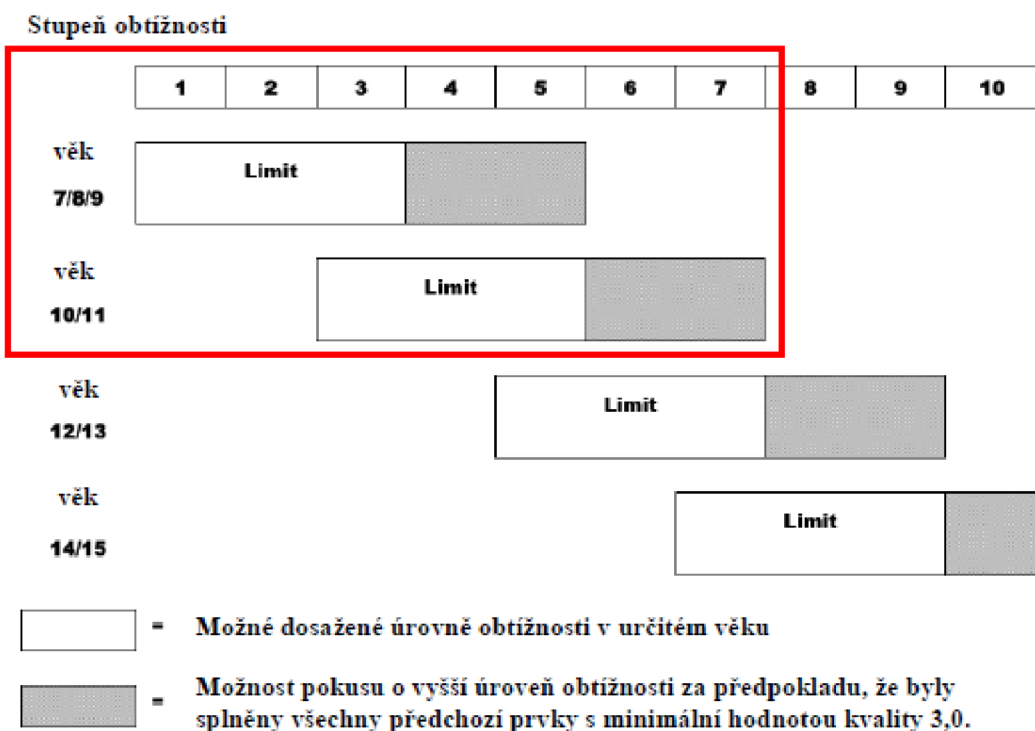 Stupeň obtížnosti
1 2 3 4 5 6 7 8 9 10
věk
Limit
7/8/9
věk
Limit
10/11
věk
Limit
12/13
věk
Limit
14/15
= Možné dosažené úrovně obtížnosti v určitém věku
= Možnost pokusu o vyšší úroveň obtížnosti za předpokladu, že byly
splněny všechny předchozí prvky s minimální hodnotou kvality 3,0.